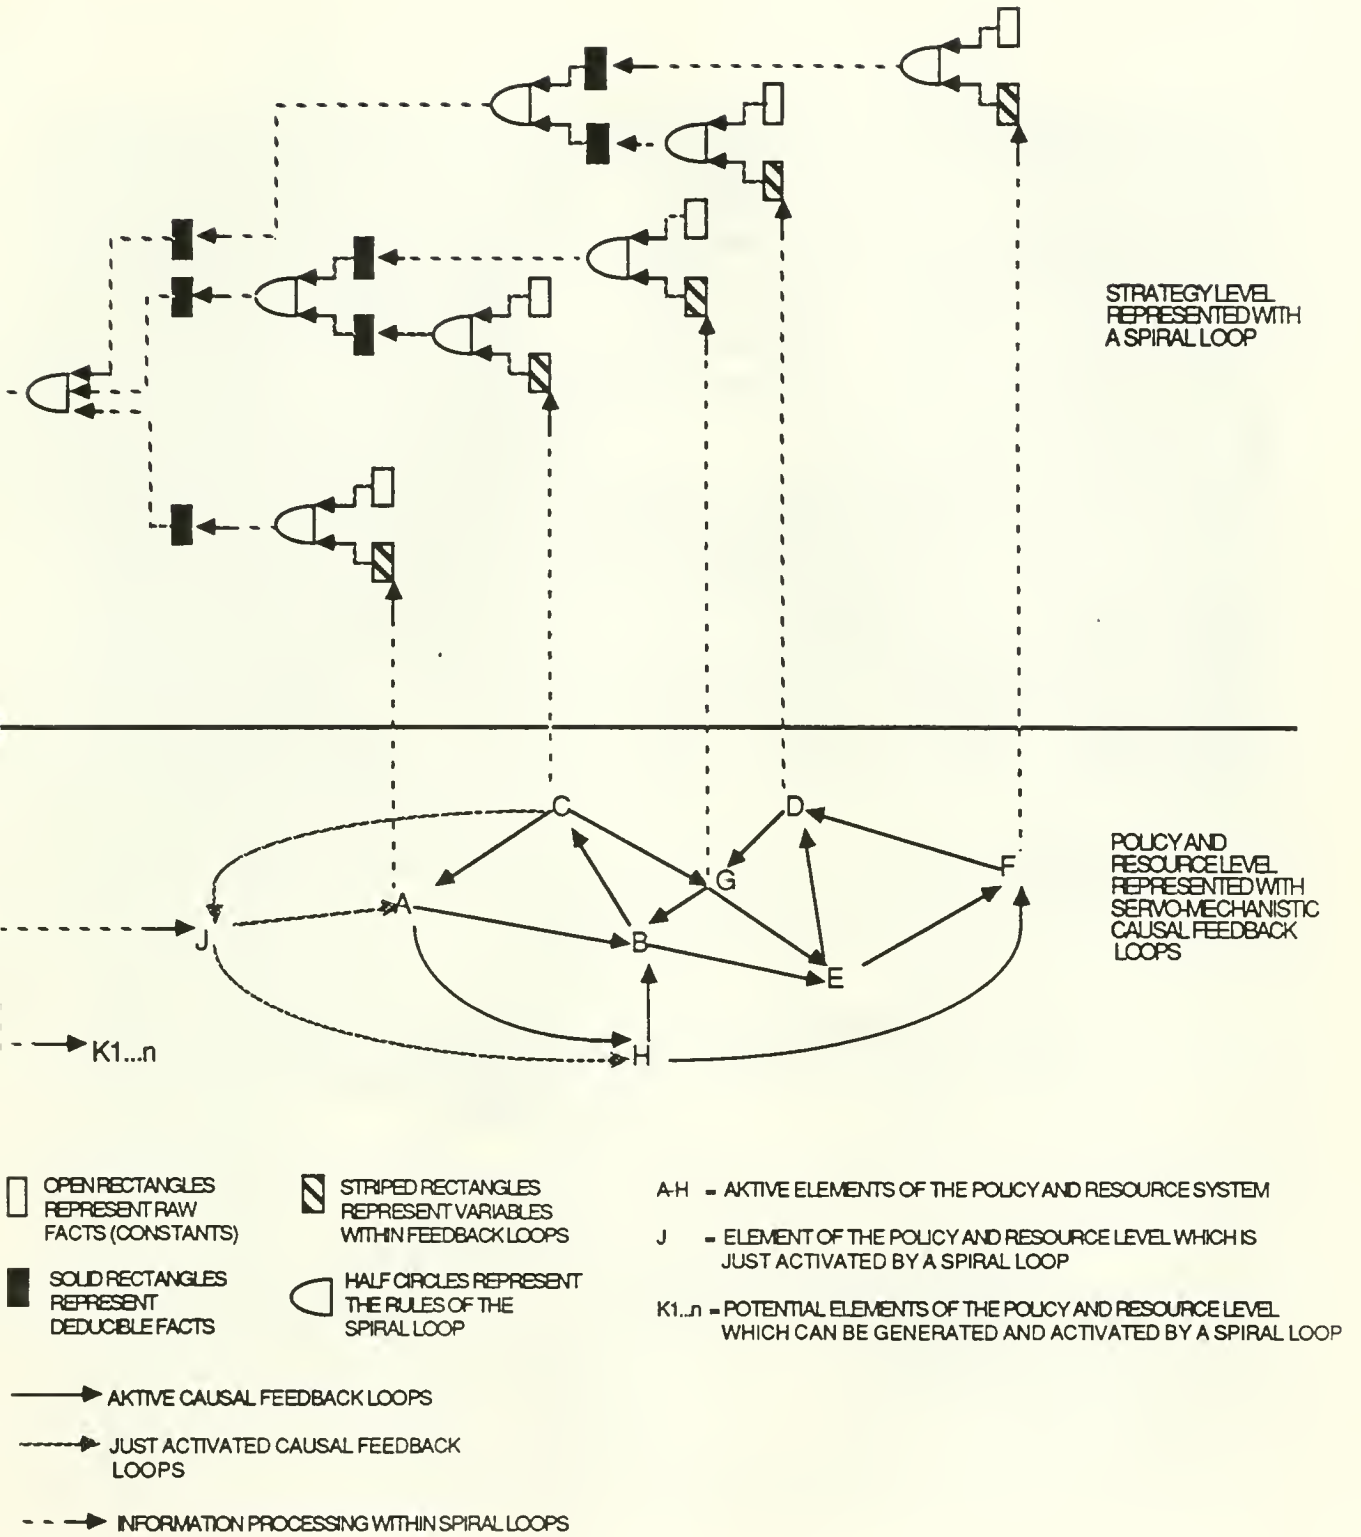 STRATEGY LEVEL
REPRESENTED WITH
A SPIRAL LOOP
C
D
POLICY AND
RESOURCE LEVEL
REPRESENTED WITH
SERVO-MECHANISTIC
CAUSAL FEEDBACK
LOOPS
F
G
A
J
B
E
K1...n
H
OPEN RECTANGLES
REPRESENT RAW
FACTS (CONSTANTS)
STRIPED RECTANGLES
REPRESENT VARIABLES
WITHIN FEEDBACK LOOPS
A-H = AKTIVE ELEMENTS OF THE POLICY AND RESOURCE SYSTEM
J = ELEMENT OF THE POLICY AND RESOURCE LEVEL WHICH IS
JUST ACTIVATED BY A SPIRAL LOOP
SOLID RECTANGLES
REPRESENT
DEDUCIBLE FACTS
HALF CIRCLES REPRESENT
THE RULES OF THE
SPIRAL LOOP
K1..n = POTENTIAL ELEMENTS OF THE POLICY AND RESOURCE LEVEL
WHICH CAN BE GENERATED AND ACTIVATED BY A SPIRAL LOOP
AKTIVE CAUSAL FEEDBACK LOOPS
JUST ACTIVATED CAUSAL FEEDBACK
LOOPS
INFORMATION PROCESSING WITHIN SPIRAL LOOPS